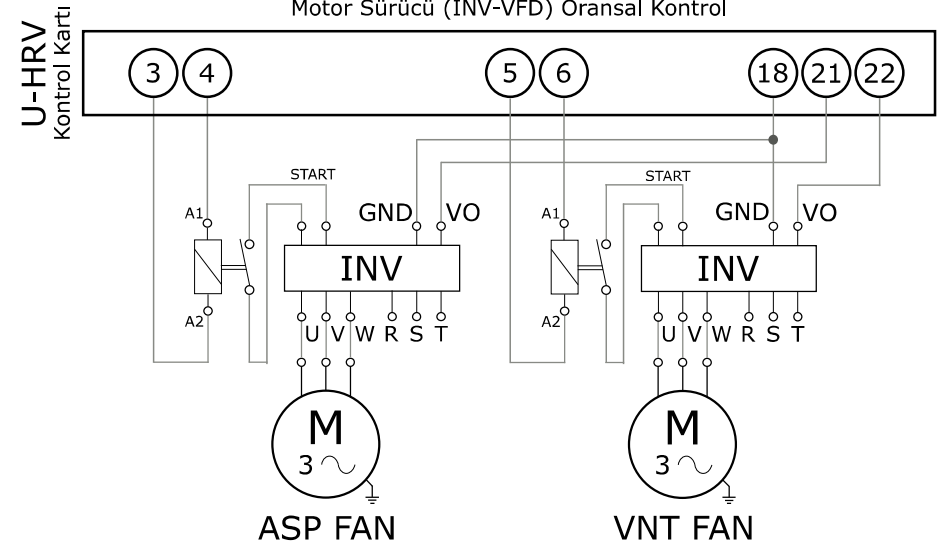 Motor Sürücü (INV-VFD) Oransal Kontrol
U-HRV
Kontrol Kartı
3 4 5 6 18 21 22
START START
A1 GND VO A1 GND VO
INV INV
A2 U V W R S T A2 U V W R S T
M M
3 3
ASP FAN VNT FAN